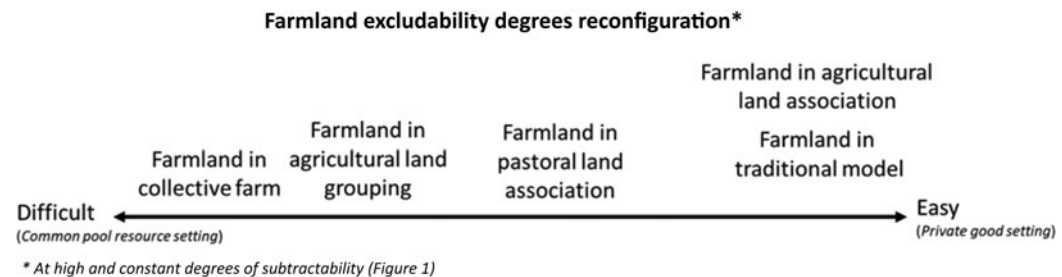 Farmland excludability degrees reconfiguration*
Farmland in agricultural
land association
Farmland in
collective farm
Farmland in
agricultural land
grouping
Farmland in
pastoral land
association
Farmland in
traditional model
Difficult
(Common pool resource setting)
Easy
(Private good setting)
* At high and constant degrees of subtractability (Figure 1)